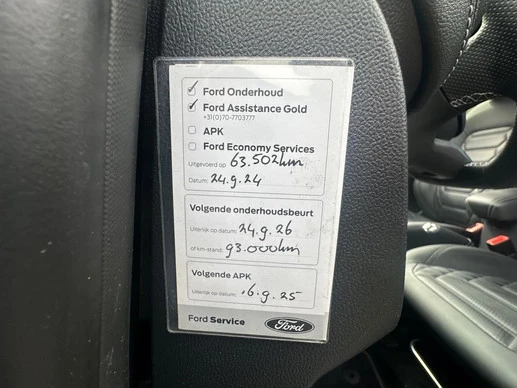 Ford Onderhoud
Ford Assistance Gold
+31(0)70-7703777
APK
Ford Economy Services
Uitgevoerd op 63.502km
Datum: 24.9.24
Volgende onderhoudsbeurt
Uiterlijk op datum: 24.9.26
of km-stand: 93.000km
Volgende APK
Uiterlijk op datum: 16.9.25
Ford Service
Ford